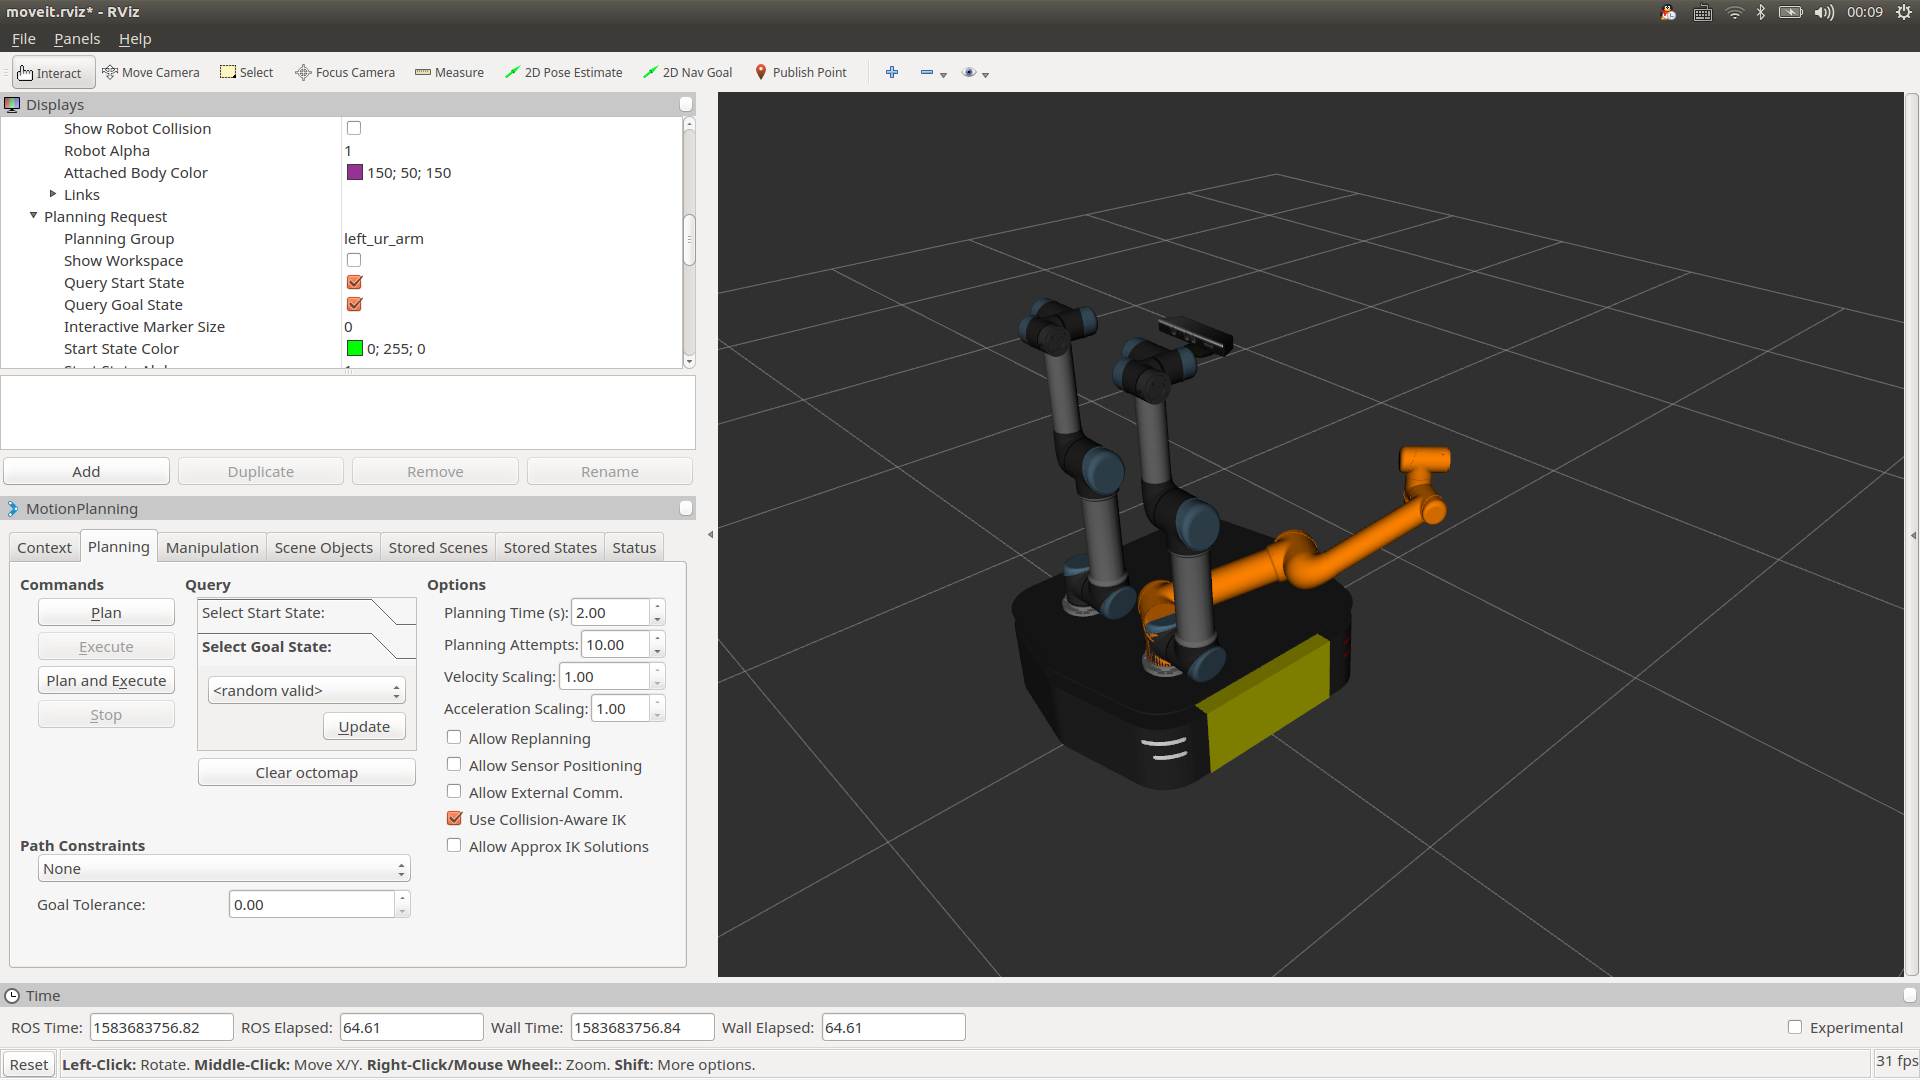 moveit.rviz* - RViz
00:09
File Panels Help
Interact Move Camera Select Focus Camera Measure 2D Pose Estimate 2D Nav Goal Publish Point
Displays
Show Robot Collision
Robot Alpha 1
Attached Body Color 150; 50; 150
Links
Planning Request
Planning Group left_ur_arm
Show Workspace
Query Start State
Query Goal State
Interactive Marker Size 0
Start State Color 0; 255; 0
Add Duplicate Remove Rename
MotionPlanning
Context Planning Manipulation Scene Objects Stored Scenes Stored States Status
Commands Query Options
Plan Select Start State: Planning Time (s): 2.00
Execute Select Goal State: Planning Attempts: 10.00
Plan and Execute <random valid> Velocity Scaling: 1.00
Stop Update Acceleration Scaling: 1.00
Allow Replanning
Clear octomap Allow Sensor Positioning
Allow External Comm.
Use Collision-Aware IK
Path Constraints Allow Approx IK Solutions
None
Goal Tolerance: 0.00
Time
ROS Time: 1583683756.82 ROS Elapsed: 64.61 Wall Time: 1583683756.84 Wall Elapsed: 64.61 Experimental
Reset Left-Click: Rotate. Middle-Click: Move X/Y. Right-Click/Mouse Wheel:: Zoom. Shift: More options. 31 fps